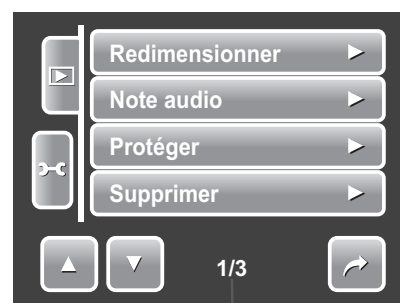 Redimensionner
Note audio
Protéger
Supprimer
1/3